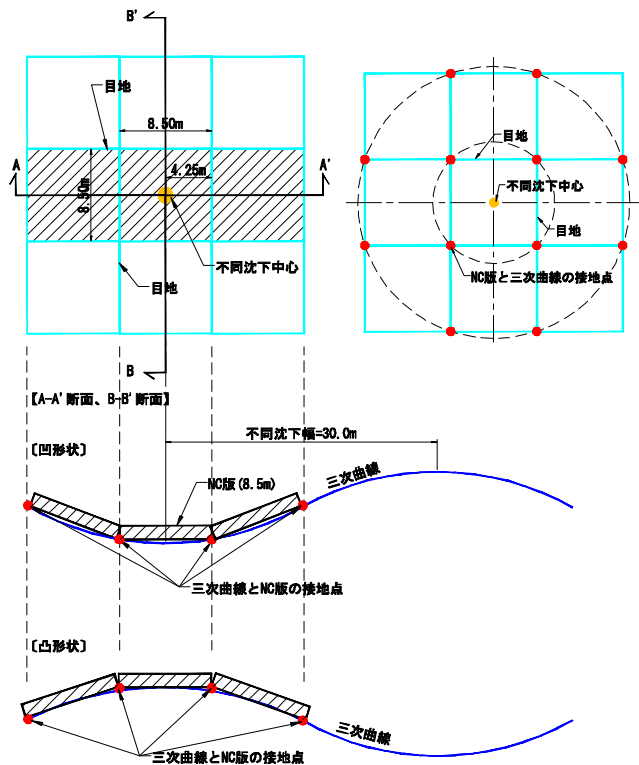 B'
目地
8.50m
4.25m
A
A'
8.50m
不同沈下中心
目地
B
目地
不同沈下中心
目地
NC版と三次曲線の接地点
【A-A'断面、B-B'断面】
〔凹形状〕
不同沈下幅=30.0m
NC版(8.5m)
三次曲線
三次曲線とNC版の接地点
〔凸形状〕
三次曲線
三次曲線とNC版の接地点